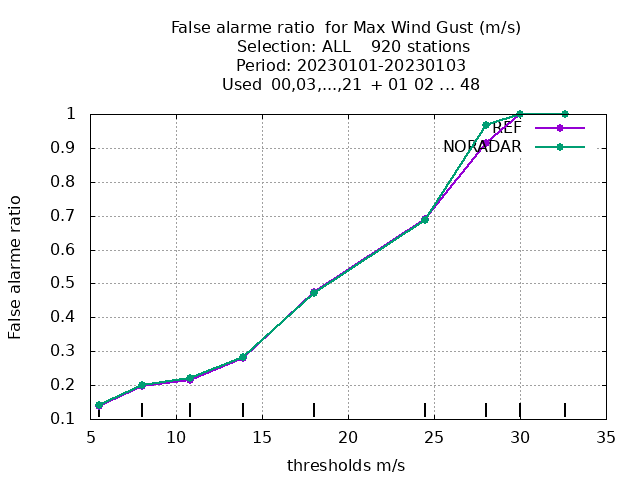 False alarme ratio  for Max Wind Gust (m/s)
Selection: ALL    920 stations
Period: 20230101-20230103
Used  00,03,...,21  + 01 02 ... 48
1
0.9
0.8
0.7
0.6
0.5
0.4
0.3
0.2
0.1
False alarme ratio
REF
NORADAR
5
10
15
20
25
30
35
thresholds m/s